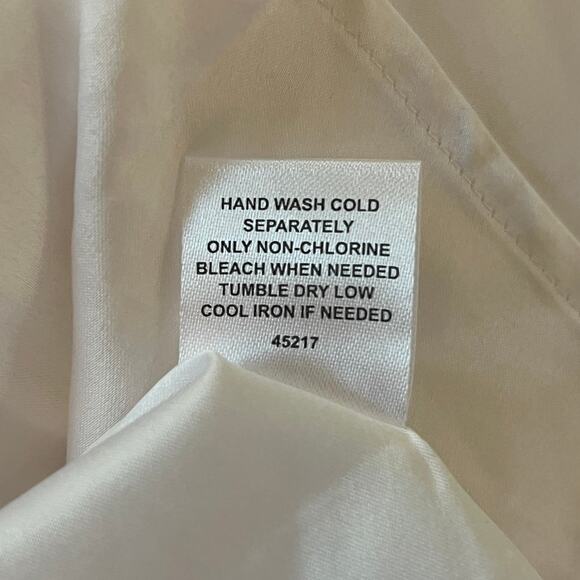 HAND WASH COLD
SEPARATELY
ONLY NON-CHLORINE
BLEACH WHEN NEEDED
TUMBLE DRY LOW
COOL IRON IF NEEDED
45217